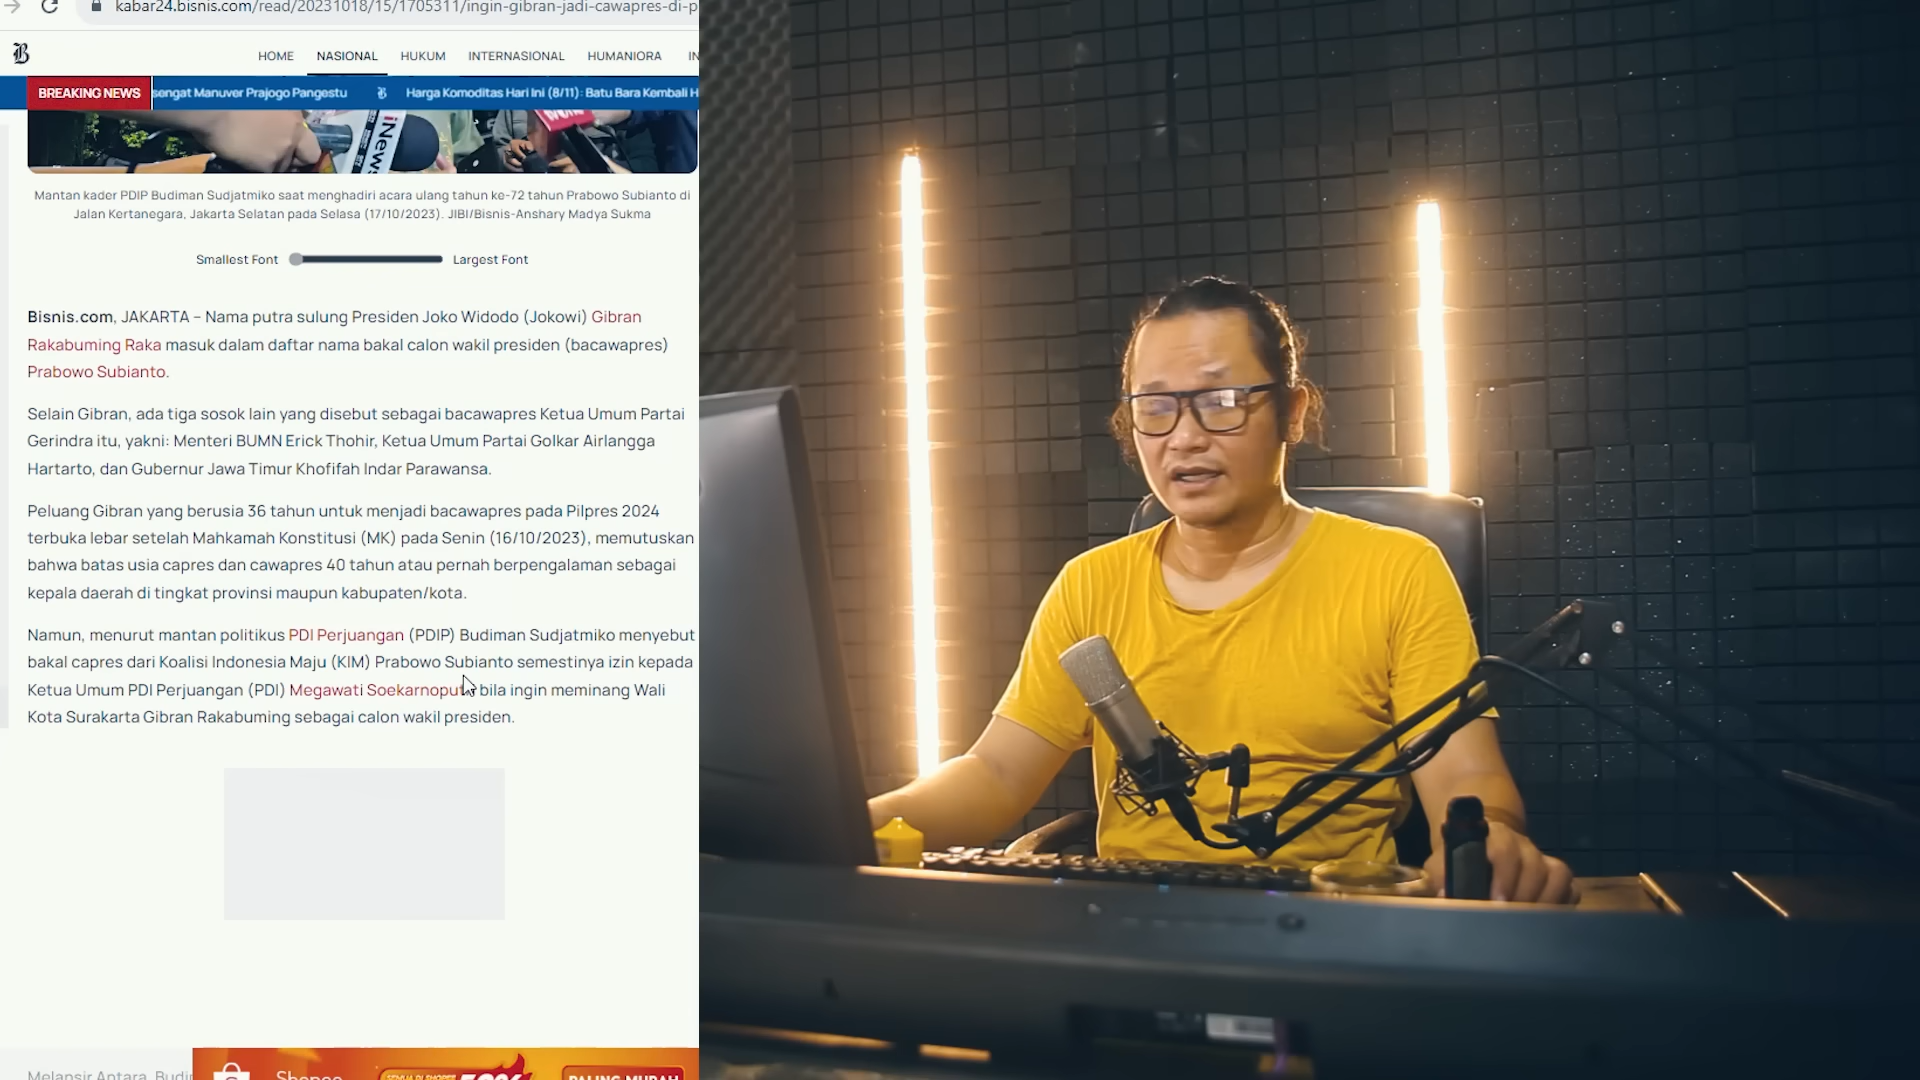 kabar24.bisnis.com/read/20231018/15/1705311/ingin-gibran-jadi-cawapres-di-p
B
HOME NASIONAL HUKUM INTERNASIONAL HUMANIORA IN
BREAKING NEWS sengat Manuver Prajogo Pangestu Harga Komoditas Hari Ini (8/11): Batu Bara Kembali H
iNews
Mantan kader PDIP Budiman Sudjatmiko saat menghadiri acara ulang tahun ke-72 tahun Prabowo Subianto di
Jalan Kertanegara, Jakarta Selatan pada Selasa (17/10/2023). JIBI/Bisnis-Anshary Madya Sukma
Smallest Font Largest Font
Bisnis.com, JAKARTA – Nama putra sulung Presiden Joko Widodo (Jokowi) Gibran
Rakabuming Raka masuk dalam daftar nama bakal calon wakil presiden (bacawapres)
Prabowo Subianto.
Selain Gibran, ada tiga sosok lain yang disebut sebagai bacawapres Ketua Umum Partai
Gerindra itu, yakni: Menteri BUMN Erick Thohir, Ketua Umum Partai Golkar Airlangga
Hartarto, dan Gubernur Jawa Timur Khofifah Indar Parawansa.
Peluang Gibran yang berusia 36 tahun untuk menjadi bacawapres pada Pilpres 2024
terbuka lebar setelah Mahkamah Konstitusi (MK) pada Senin (16/10/2023), memutuskan
bahwa batas usia capres dan cawapres 40 tahun atau pernah berpengalaman sebagai
kepala daerah di tingkat provinsi maupun kabupaten/kota.
Namun, menurut mantan politikus PDI Perjuangan (PDIP) Budiman Sudjatmiko menyebut
bakal capres dari Koalisi Indonesia Maju (KIM) Prabowo Subianto semestinya izin kepada
Ketua Umum PDI Perjuangan (PDI) Megawati Soekarnoput bila ingin meminang Wali
Kota Surakarta Gibran Rakabuming sebagai calon wakil presiden.
Melansir Antara, Budi
Shopee PALING MURAH